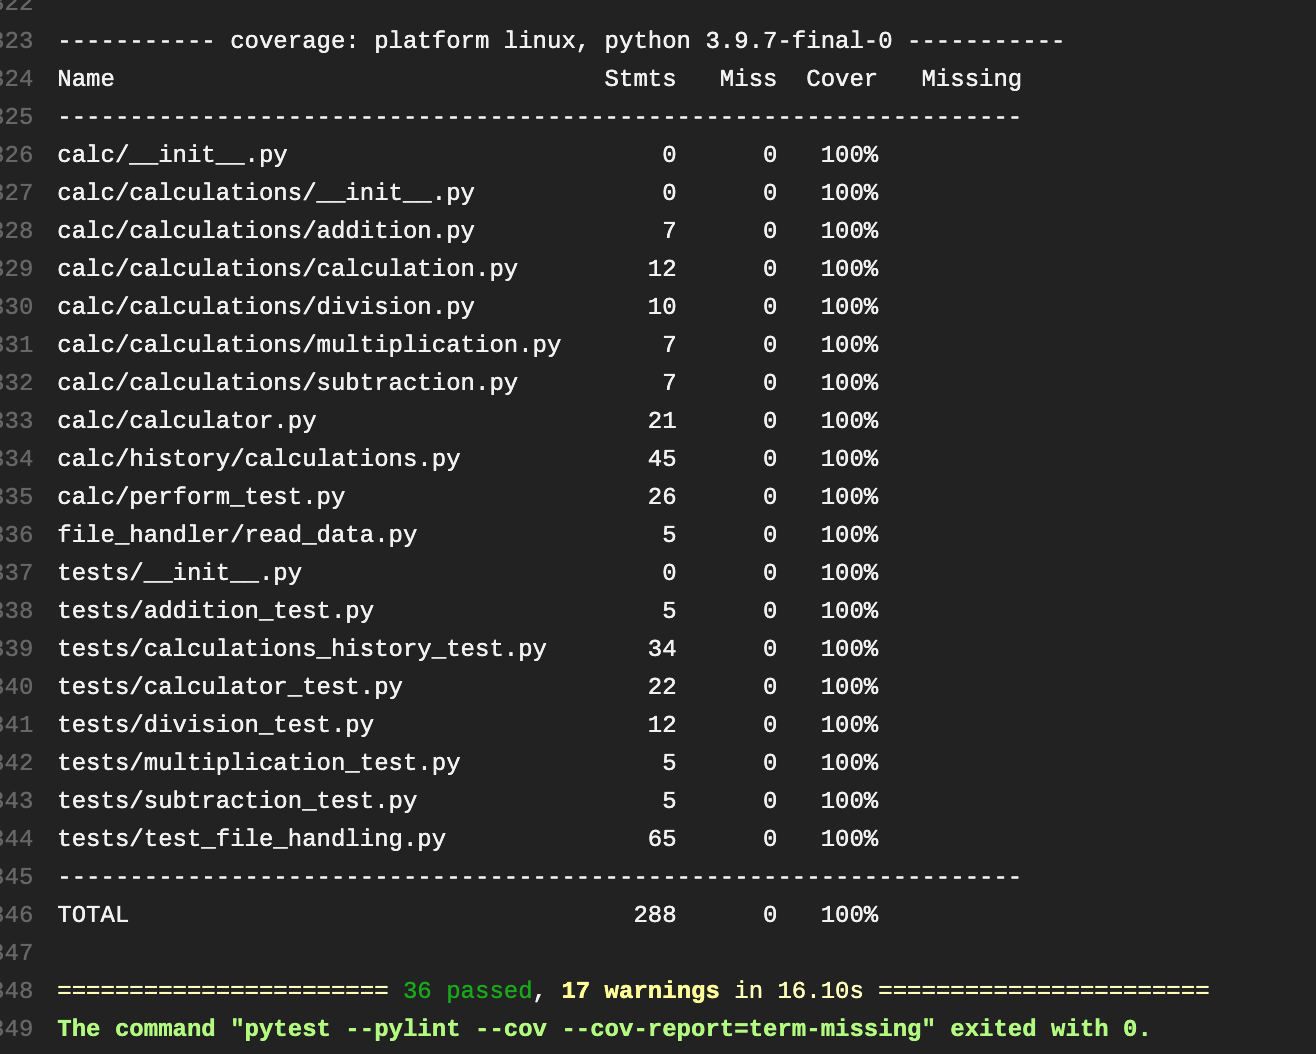 322
323 ----------- coverage: platform linux, python 3.9.7-final-0 -----------
324 Name                                  Stmts   Miss  Cover   Missing
325 -------------------------------------------------------------------
326 calc/__init__.py                          0      0   100%
327 calc/calculations/__init__.py             0      0   100%
328 calc/calculations/addition.py             7      0   100%
329 calc/calculations/calculation.py         12      0   100%
330 calc/calculations/division.py            10      0   100%
331 calc/calculations/multiplication.py       7      0   100%
332 calc/calculations/subtraction.py          7      0   100%
333 calc/calculator.py                       21      0   100%
334 calc/history/calculations.py             45      0   100%
335 calc/perform_test.py                     26      0   100%
336 file_handler/read_data.py                 5      0   100%
337 tests/__init__.py                         0      0   100%
338 tests/addition_test.py                    5      0   100%
339 tests/calculations_history_test.py       34      0   100%
340 tests/calculator_test.py                 22      0   100%
341 tests/division_test.py                   12      0   100%
342 tests/multiplication_test.py              5      0   100%
343 tests/subtraction_test.py                 5      0   100%
344 tests/test_file_handling.py              65      0   100%
345 -------------------------------------------------------------------
346 TOTAL                                   288      0   100%
347
348 ======================= 36 passed, 17 warnings in 16.10s =======================
349 The command "pytest --pylint --cov --cov-report=term-missing" exited with 0.